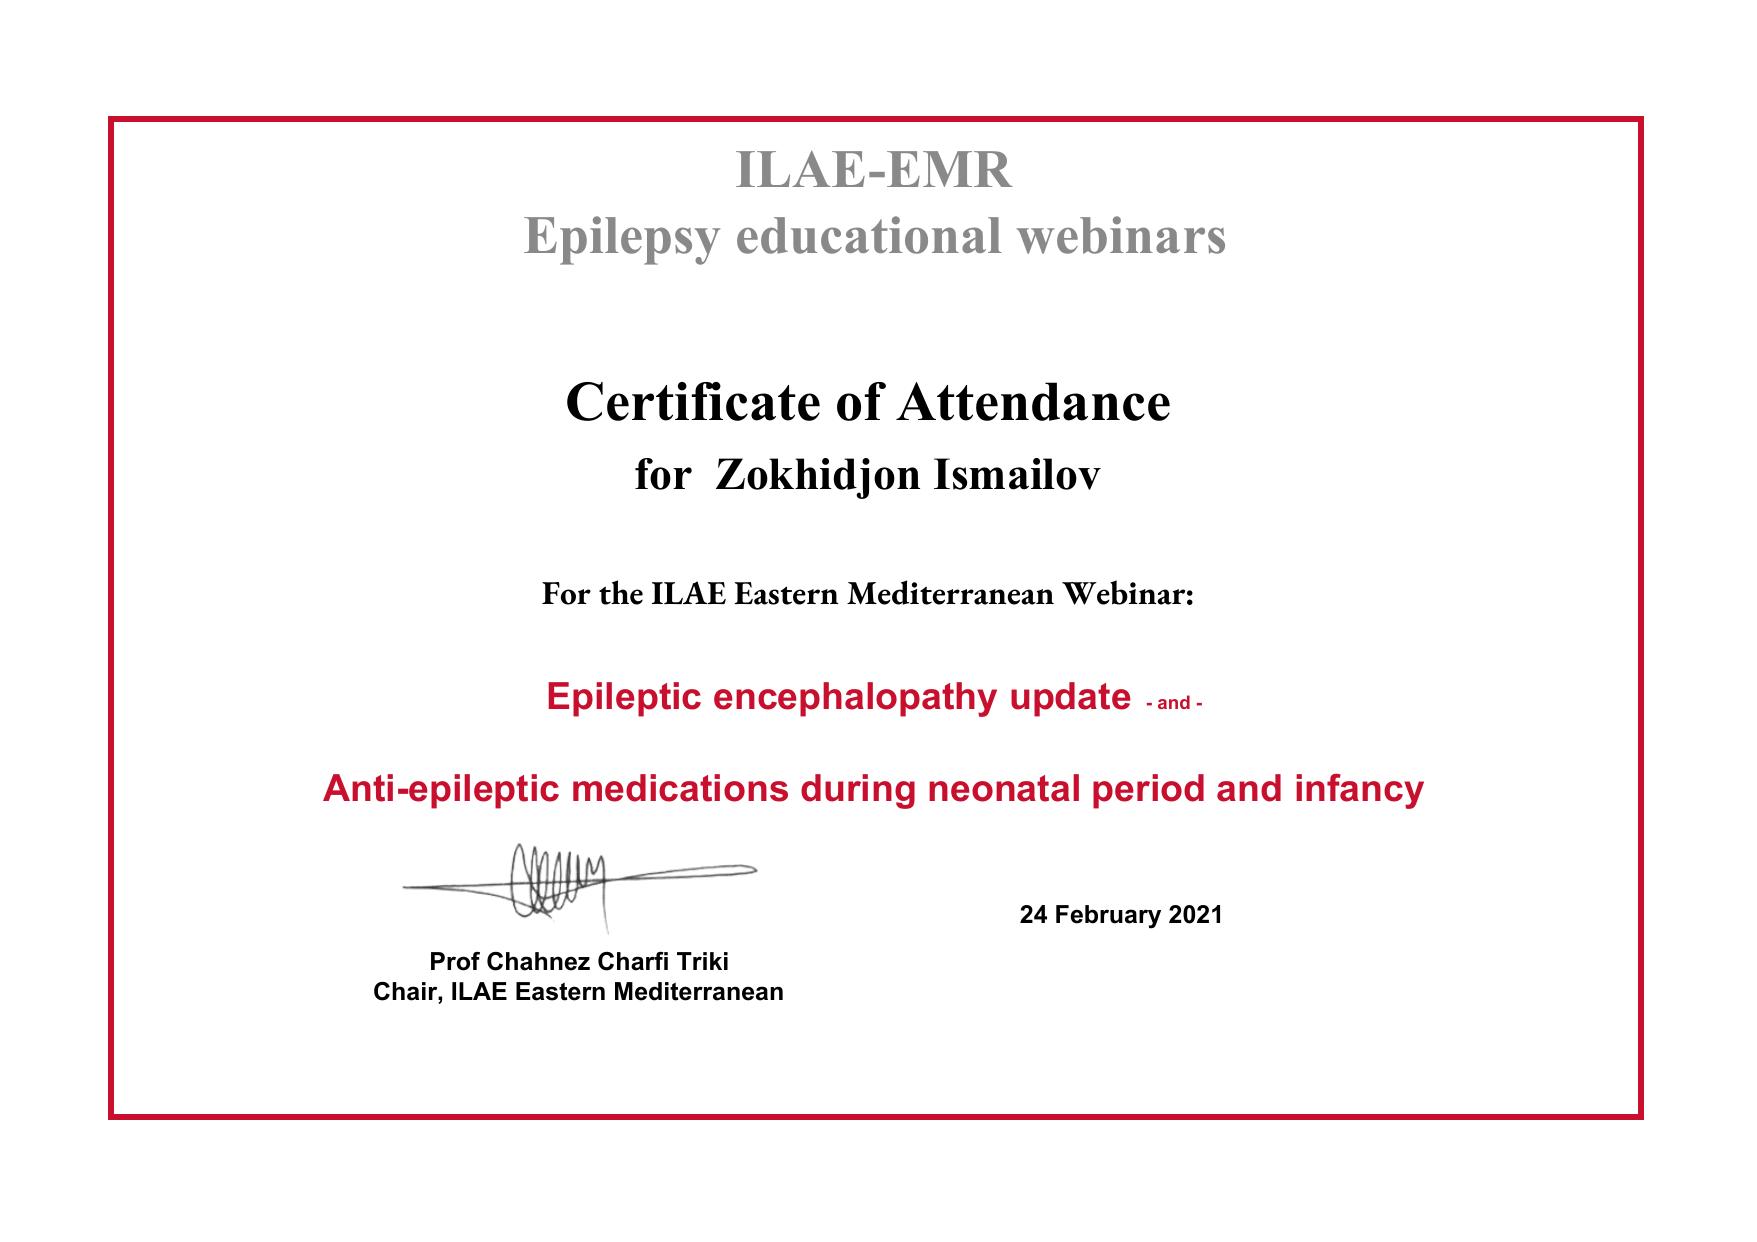 ILAE-EMR
Epilepsy educational webinars
Certificate of Attendance
for Zokhidjon Ismailov
For the ILAE Eastern Mediterranean Webinar:
Epileptic encephalopathy update - and -
Anti-epileptic medications during neonatal period and infancy
24 February 2021
Prof Chahnez Charfi Triki
Chair, ILAE Eastern Mediterranean